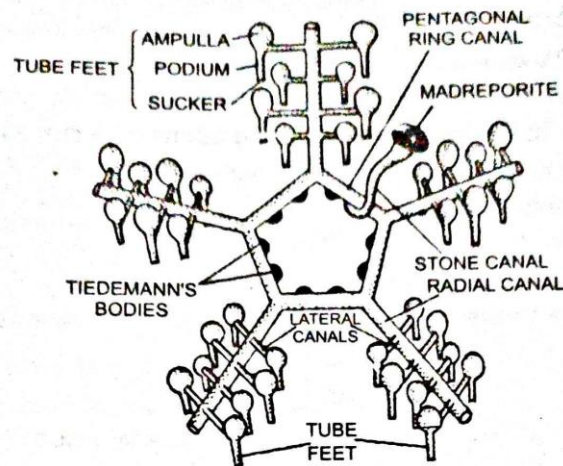 AMPULLA
TUBE FEET
PODIUM
SUCKER
PENTAGONAL
RING CANAL
MADREPORITE
TIEDEMANN'S
BODIES
STONE CANAL
RADIAL CANAL
LATERAL
CANALS
TUBE
FEET